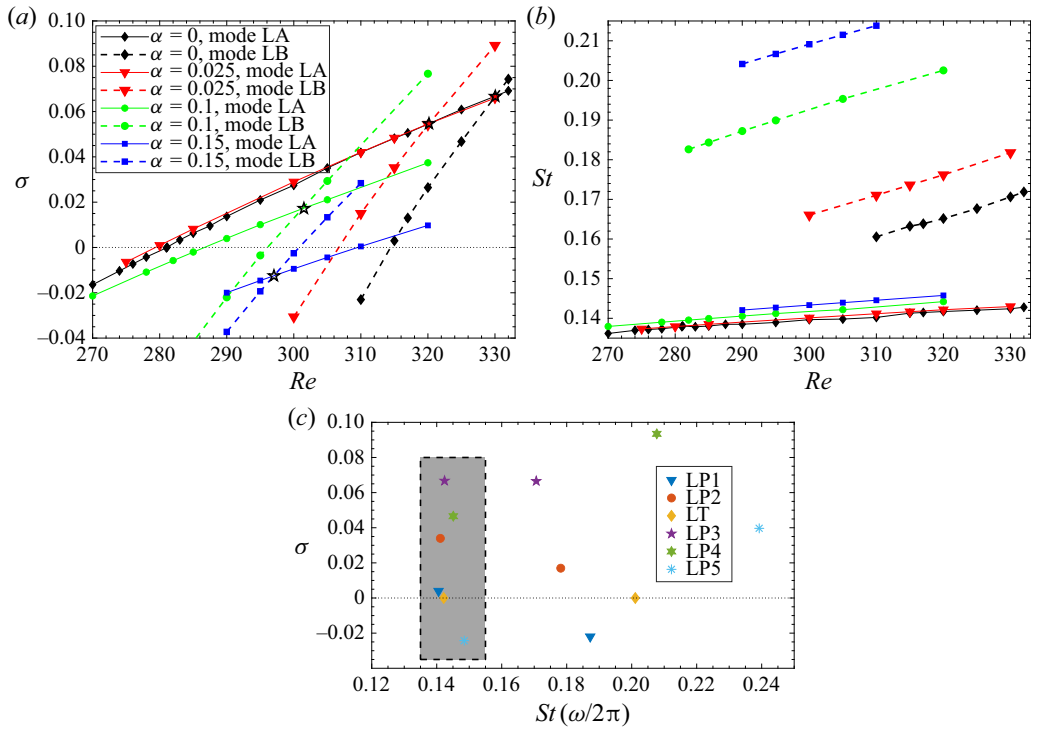 (a)
0.10
0.08
0.06
0.04
0.02
0
−0.02
−0.04
σ
α = 0, mode LA
α = 0, mode LB
α = 0.025, mode LA
α = 0.025, mode LB
α = 0.1, mode LA
α = 0.1, mode LB
α = 0.15, mode LA
α = 0.15, mode LB
270 280 290 300 310 320 330
Re
(b)
0.21
0.20
0.19
0.18
0.17
0.16
0.15
0.14
St
270 280 290 300 310 320 330
Re
(c)
0.10
0.08
0.06
0.04
0.02
0
−0.02
σ
LP1
LP2
LT
LP3
LP4
LP5
0.12 0.14 0.16 0.18 0.20 0.22 0.24
St (ω/2π)